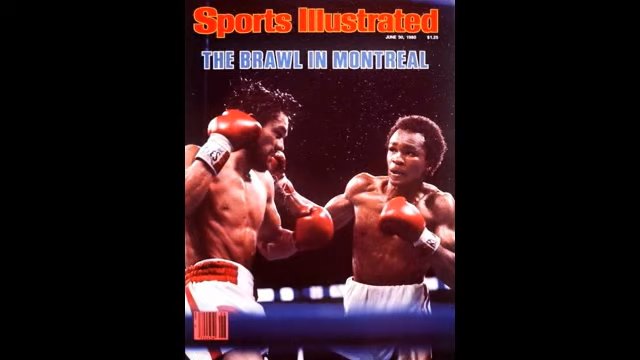 Sports Illustrated
JUNE 30, 1980 $1.25
THE BRAWL IN MONTREAL